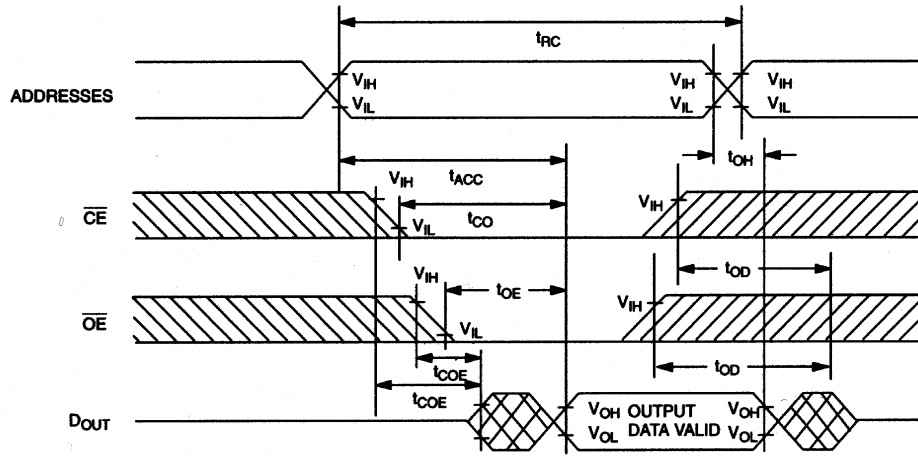 tRC
ADDRESSES
VIH
VIL
VIH
VIL
VIH
VIL
tOH
tACC
CE
VIH
tCO
VIL
VIH
tOD
OE
VIH
tOE
VIL
VIH
tOD
tCOE
tCOE
DOUT
VOH OUTPUT VOH
VOL DATA VALID VOL